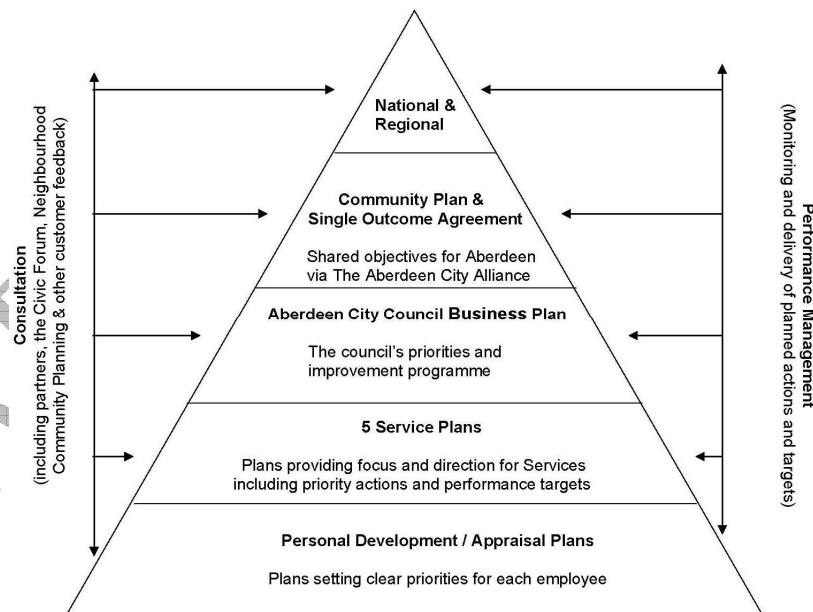 National &
Regional
Community Plan &
Single Outcome Agreement
Shared objectives for Aberdeen
via The Aberdeen City Alliance
Aberdeen City Council Business Plan
The council's priorities and
improvement programme
5 Service Plans
Plans providing focus and direction for Services
including priority actions and performance targets
Personal Development / Appraisal Plans
Plans setting clear priorities for each employee
Consultation
(including partners, the Civic Forum, Neighbourhood
Community Planning & other customer feedback)
Performance Management
(Monitoring and delivery of planned actions and targets)